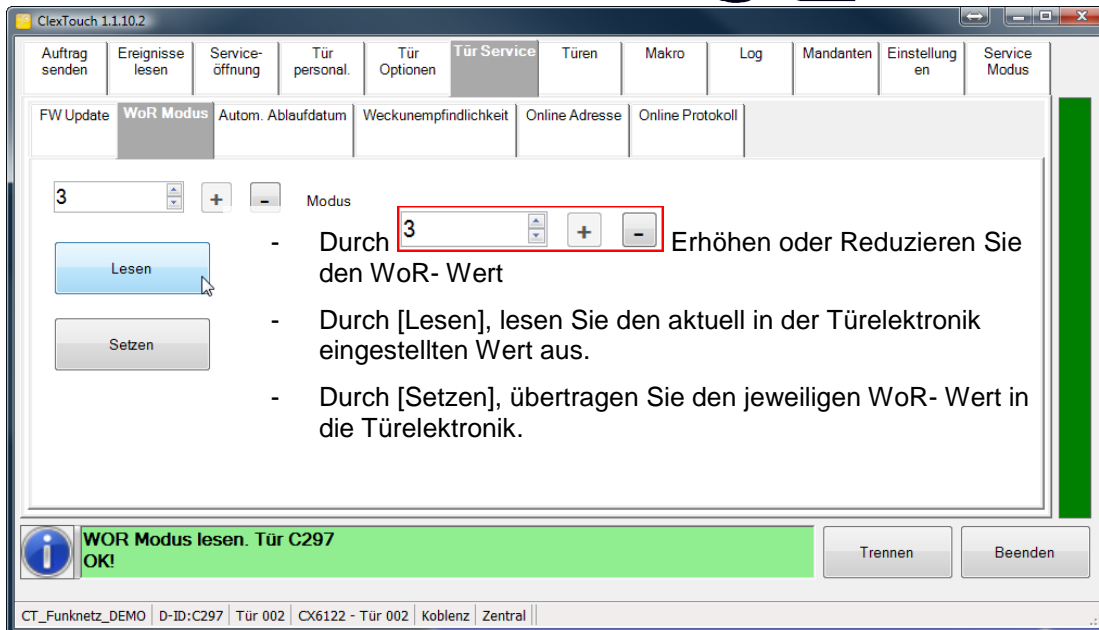 ClexTouch 1.1.10.2
Auftrag senden
Ereignisse lesen
Service-öffnung
Tür personal.
Tür Optionen
Tür Service
Türen
Makro
Log
Mandanten
Einstellung en
Service Modus
FW Update
WoR Modus
Autom. Ablaufdatum
Weckunempfindlichkeit
Online Adresse
Online Protokoll
3 + - Modus
- Durch 3 + - Erhöhen oder Reduzieren Sie
den WoR- Wert
Lesen
- Durch [Lesen], lesen Sie den aktuell in der Türelektronik
eingestellten Wert aus.
Setzen
- Durch [Setzen], übertragen Sie den jeweiligen WoR- Wert in
die Türelektronik.
WOR Modus lesen. Tür C297
OK!
Trennen
Beenden
CT_Funknetz_DEMO D-ID:C297 Tür 002 CX6122 - Tür 002 Koblenz Zentral